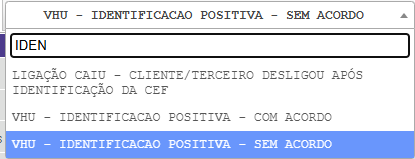 VHU - IDENTIFICACAO POSITIVA - SEM ACORDO
IDEN
LIGAÇÃO CAIU - CLIENTE/TERCEIRO DESLIGOU APÓS
IDENTIFICAÇÃO DA CEF
VHU - IDENTIFICACAO POSITIVA - COM ACORDO
VHU - IDENTIFICACAO POSITIVA - SEM ACORDO